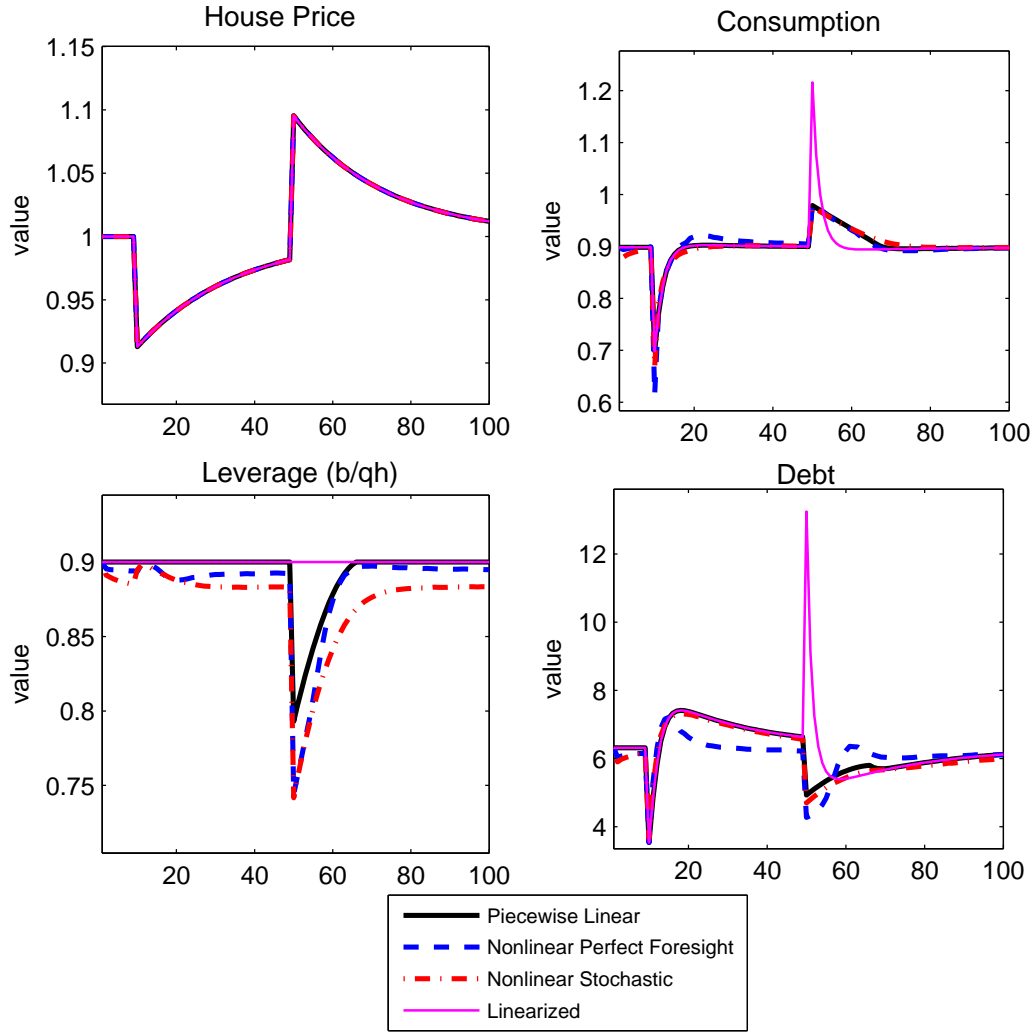 House Price
1.15
1.1
1.05
1
0.95
0.9
value
20 40 60 80 100
Consumption
1.2
1.1
1
0.9
0.8
0.7
0.6
value
20 40 60 80 100
Leverage (b/qh)
0.9
0.85
0.8
0.75
value
20 40 60 80 100
Debt
12
10
8
6
4
value
20 40 60 80 100
Piecewise Linear
Nonlinear Perfect Foresight
Nonlinear Stochastic
Linearized